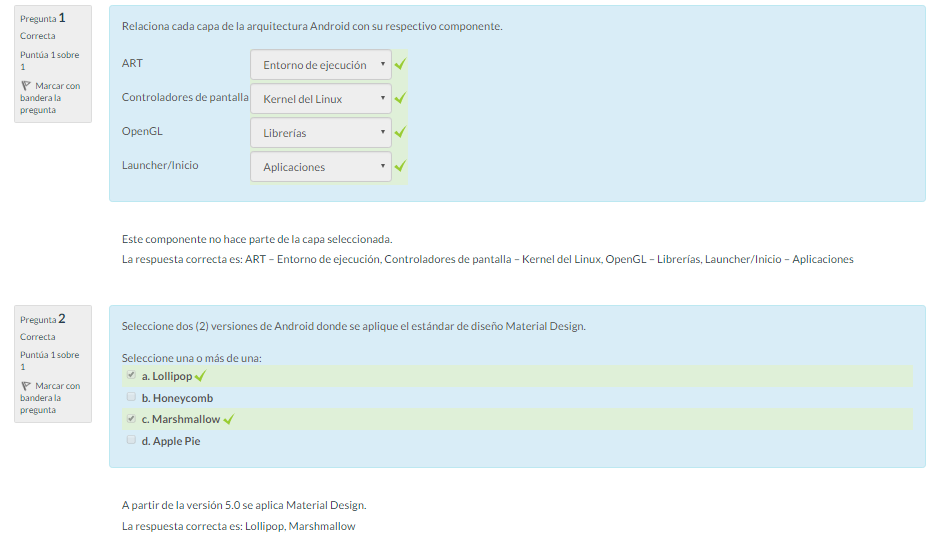 Pregunta 1
Correcta
Puntúa 1 sobre
1
Marcar con
bandera la
pregunta
Relaciona cada capa de la arquitectura Android con su respectivo componente.
ART Entorno de ejecución
Controladores de pantalla Kernel del Linux
OpenGL Librerías
Launcher/Inicio Aplicaciones
Este componente no hace parte de la capa seleccionada.
La respuesta correcta es: ART – Entorno de ejecución, Controladores de pantalla – Kernel del Linux, OpenGL – Librerías, Launcher/Inicio – Aplicaciones
Pregunta 2
Correcta
Puntúa 1 sobre
1
Marcar con
bandera la
pregunta
Seleccione dos (2) versiones de Android donde se aplique el estándar de diseño Material Design.
Seleccione una o más de una:
a. Lollipop
b. Honeycomb
c. Marshmallow
d. Apple Pie
A partir de la versión 5.0 se aplica Material Design.
La respuesta correcta es: Lollipop, Marshmallow